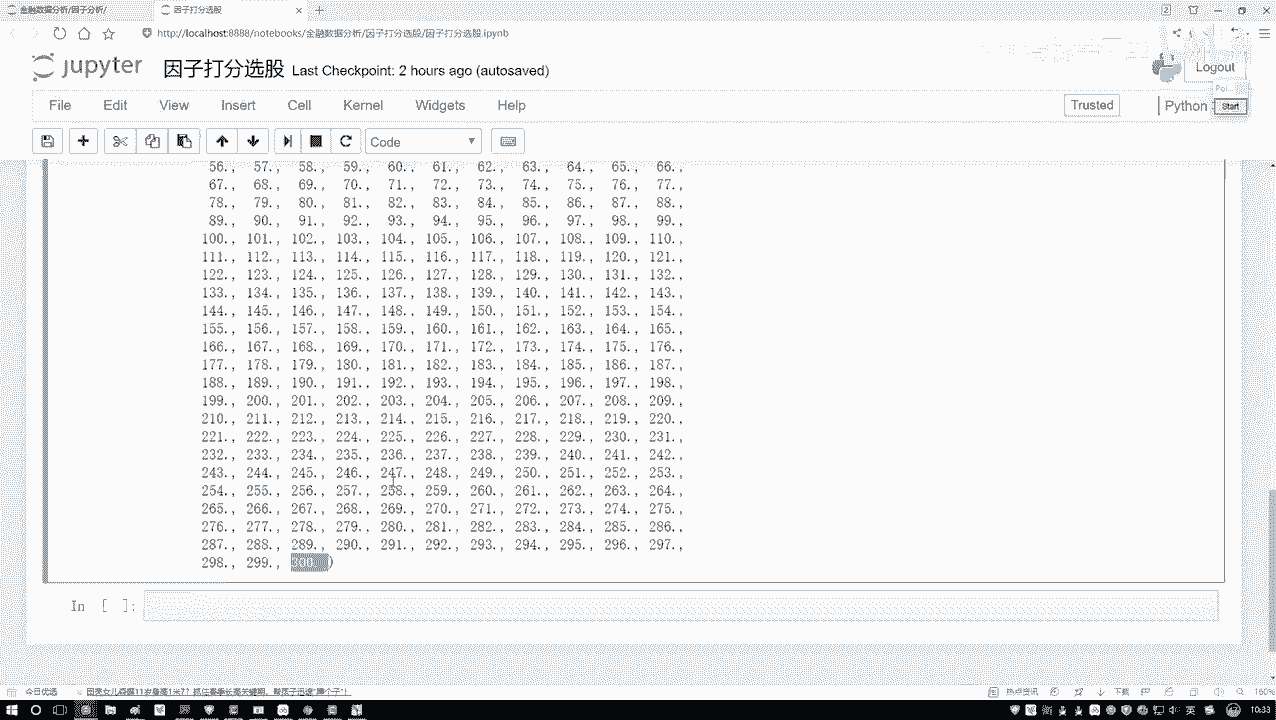 金融数据分析/因子分析/
因子打分选股
http://localhost:8888/notebooks/金融数据分析/因子打分选股/因子打分选股.ipynb
jupyter 因子打分选股 Last Checkpoint: 2 hours ago (autosaved)
Logout
File Edit View Insert Cell Kernel Widgets Help
Trusted
Python
Start
Code
56., 57., 58., 59., 60., 61., 62., 63., 64., 65., 66.,
67., 68., 69., 70., 71., 72., 73., 74., 75., 76., 77.,
78., 79., 80., 81., 82., 83., 84., 85., 86., 87., 88.,
89., 90., 91., 92., 93., 94., 95., 96., 97., 98., 99.,
100., 101., 102., 103., 104., 105., 106., 107., 108., 109., 110.,
111., 112., 113., 114., 115., 116., 117., 118., 119., 120., 121.,
122., 123., 124., 125., 126., 127., 128., 129., 130., 131., 132.,
133., 134., 135., 136., 137., 138., 139., 140., 141., 142., 143.,
144., 145., 146., 147., 148., 149., 150., 151., 152., 153., 154.,
155., 156., 157., 158., 159., 160., 161., 162., 163., 164., 165.,
166., 167., 168., 169., 170., 171., 172., 173., 174., 175., 176.,
177., 178., 179., 180., 181., 182., 183., 184., 185., 186., 187.,
188., 189., 190., 191., 192., 193., 194., 195., 196., 197., 198.,
199., 200., 201., 202., 203., 204., 205., 206., 207., 208., 209.,
210., 211., 212., 213., 214., 215., 216., 217., 218., 219., 220.,
221., 222., 223., 224., 225., 226., 227., 228., 229., 230., 231.,
232., 233., 234., 235., 236., 237., 238., 239., 240., 241., 242.,
243., 244., 245., 246., 247., 248., 249., 250., 251., 252., 253.,
254., 255., 256., 257., 258., 259., 260., 261., 262., 263., 264.,
265., 266., 267., 268., 269., 270., 271., 272., 273., 274., 275.,
276., 277., 278., 279., 280., 281., 282., 283., 284., 285., 286.,
287., 288., 289., 290., 291., 292., 293., 294., 295., 296., 297.,
298., 299., 300.
In [ ]:
今日优选
热点资讯
下载
160%
英
10:33